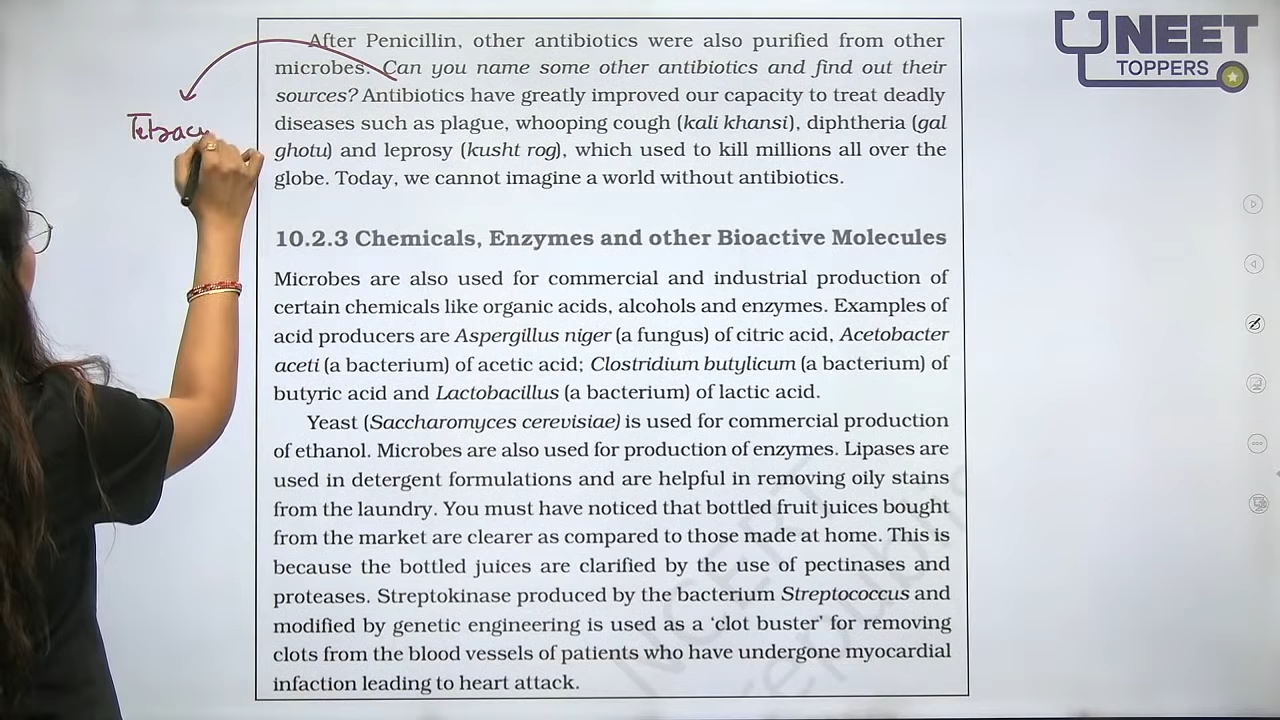 NEET
TOPPERS
After Penicillin, other antibiotics were also purified from other
microbes. Can you name some other antibiotics and find out their
sources? Antibiotics have greatly improved our capacity to treat deadly
diseases such as plague, whooping cough (kali khansi), diphtheria (gal
ghotu) and leprosy (kusht rog), which used to kill millions all over the
globe. Today, we cannot imagine a world without antibiotics.
Tetracy
10.2.3 Chemicals, Enzymes and other Bioactive Molecules
Microbes are also used for commercial and industrial production of
certain chemicals like organic acids, alcohols and enzymes. Examples of
acid producers are Aspergillus niger (a fungus) of citric acid, Acetobacter
aceti (a bacterium) of acetic acid; Clostridium butylicum (a bacterium) of
butyric acid and Lactobacillus (a bacterium) of lactic acid.
Yeast (Saccharomyces cerevisiae) is used for commercial production
of ethanol. Microbes are also used for production of enzymes. Lipases are
used in detergent formulations and are helpful in removing oily stains
from the laundry. You must have noticed that bottled fruit juices bought
from the market are clearer as compared to those made at home. This is
because the bottled juices are clarified by the use of pectinases and
proteases. Streptokinase produced by the bacterium Streptococcus and
modified by genetic engineering is used as a ‘clot buster’ for removing
clots from the blood vessels of patients who have undergone myocardial
infaction leading to heart attack.
NCERT
republis